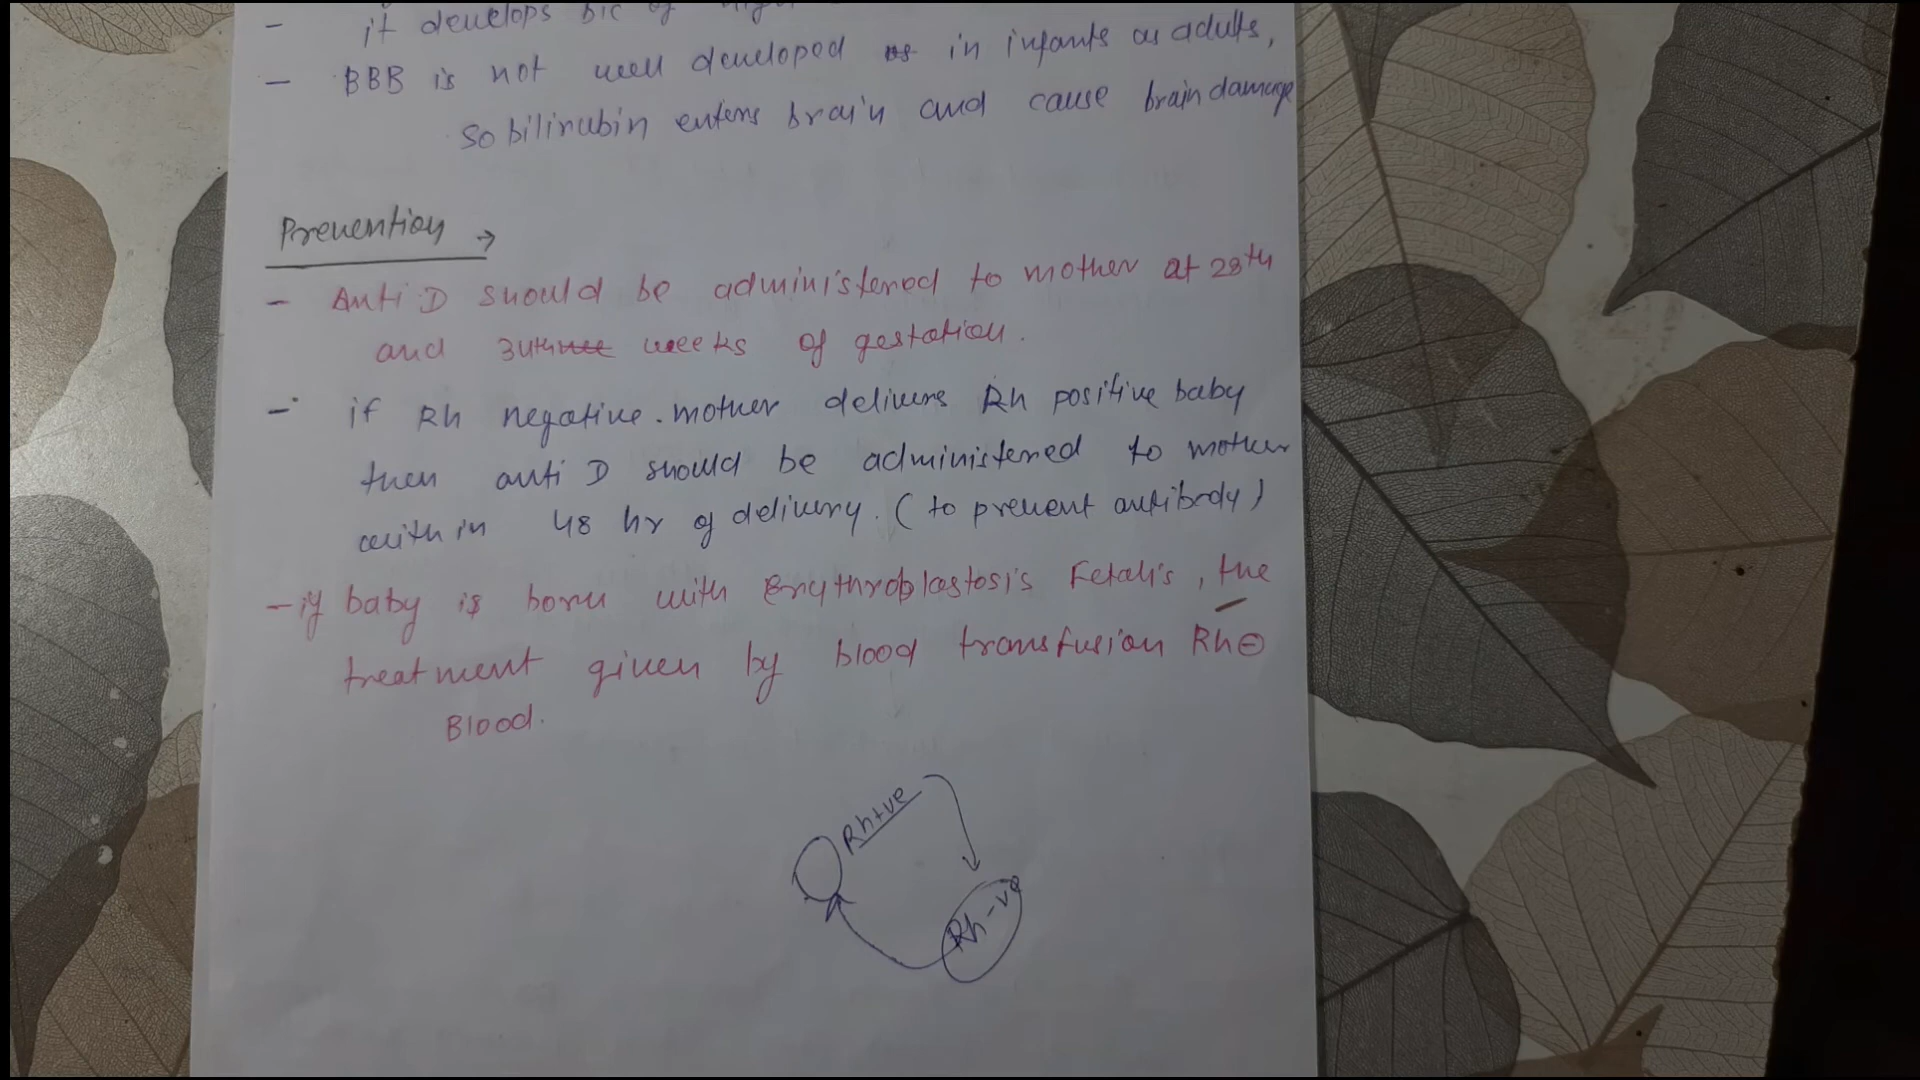 - it develops b/c of
- BBB is not well developed as in infants as adults,
so bilirubin enters brain and cause brain damage
Prevention →
- Anti D should be administered to mother at 28th
and 34th weeks of gestation.
- if Rh negative mother delivers Rh positive baby
then anti D should be administered to mother
within 48 hr of delivery. (to prevent antibody)
- if baby is born with Erythroblastosis Fetalis, the
treatment given by blood transfusion Rh⊖
Blood.
Rh+ve
Rh-ve